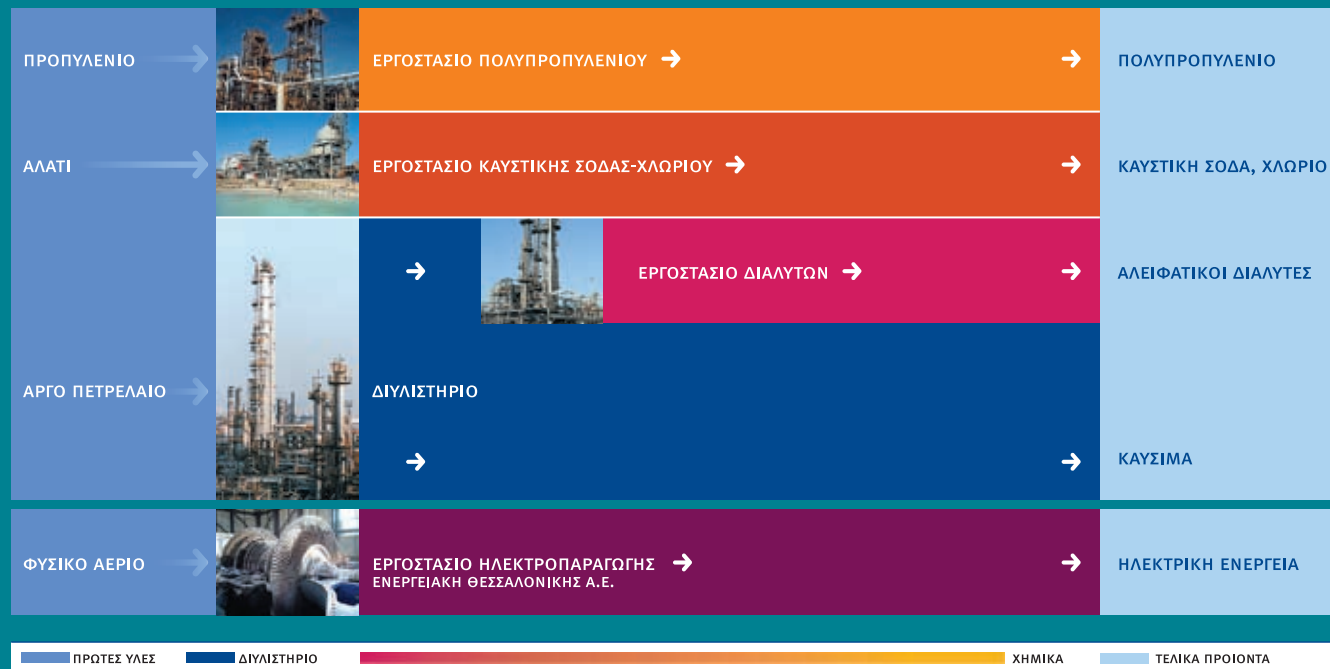 ΠΡΟΠΥΛΕΝΙΟ
ΕΡΓΟΣΤΑΣΙΟ ΠΟΛΥΠΡΟΠΥΛΕΝΙΟΥ
ΠΟΛΥΠΡΟΠΥΛΕΝΙΟ
ΑΛΑΤΙ
ΕΡΓΟΣΤΑΣΙΟ ΚΑΥΣΤΙΚΗΣ ΣΟΔΑΣ-ΧΛΩΡΙΟΥ
ΚΑΥΣΤΙΚΗ ΣΟΔΑ, ΧΛΩΡΙΟ
ΕΡΓΟΣΤΑΣΙΟ ΔΙΑΛΥΤΩΝ
ΑΛΕΙΦΑΤΙΚΟΙ ΔΙΑΛΥΤΕΣ
ΑΡΓΟ ΠΕΤΡΕΛΑΙΟ
ΔΙΥΛΙΣΤΗΡΙΟ
ΚΑΥΣΙΜΑ
ΦΥΣΙΚΟ ΑΕΡΙΟ
ΕΡΓΟΣΤΑΣΙΟ ΗΛΕΚΤΡΟΠΑΡΑΓΩΓΗΣ
ΕΝΕΡΓΕΙΑΚΗ ΘΕΣΣΑΛΟΝΙΚΗΣ Α.Ε.
ΗΛΕΚΤΡΙΚΗ ΕΝΕΡΓΕΙΑ
ΠΡΩΤΕΣ ΥΛΕΣ
ΔΙΥΛΙΣΤΗΡΙΟ
ΧΗΜΙΚΑ
ΤΕΛΙΚΑ ΠΡΟΙΟΝΤΑ